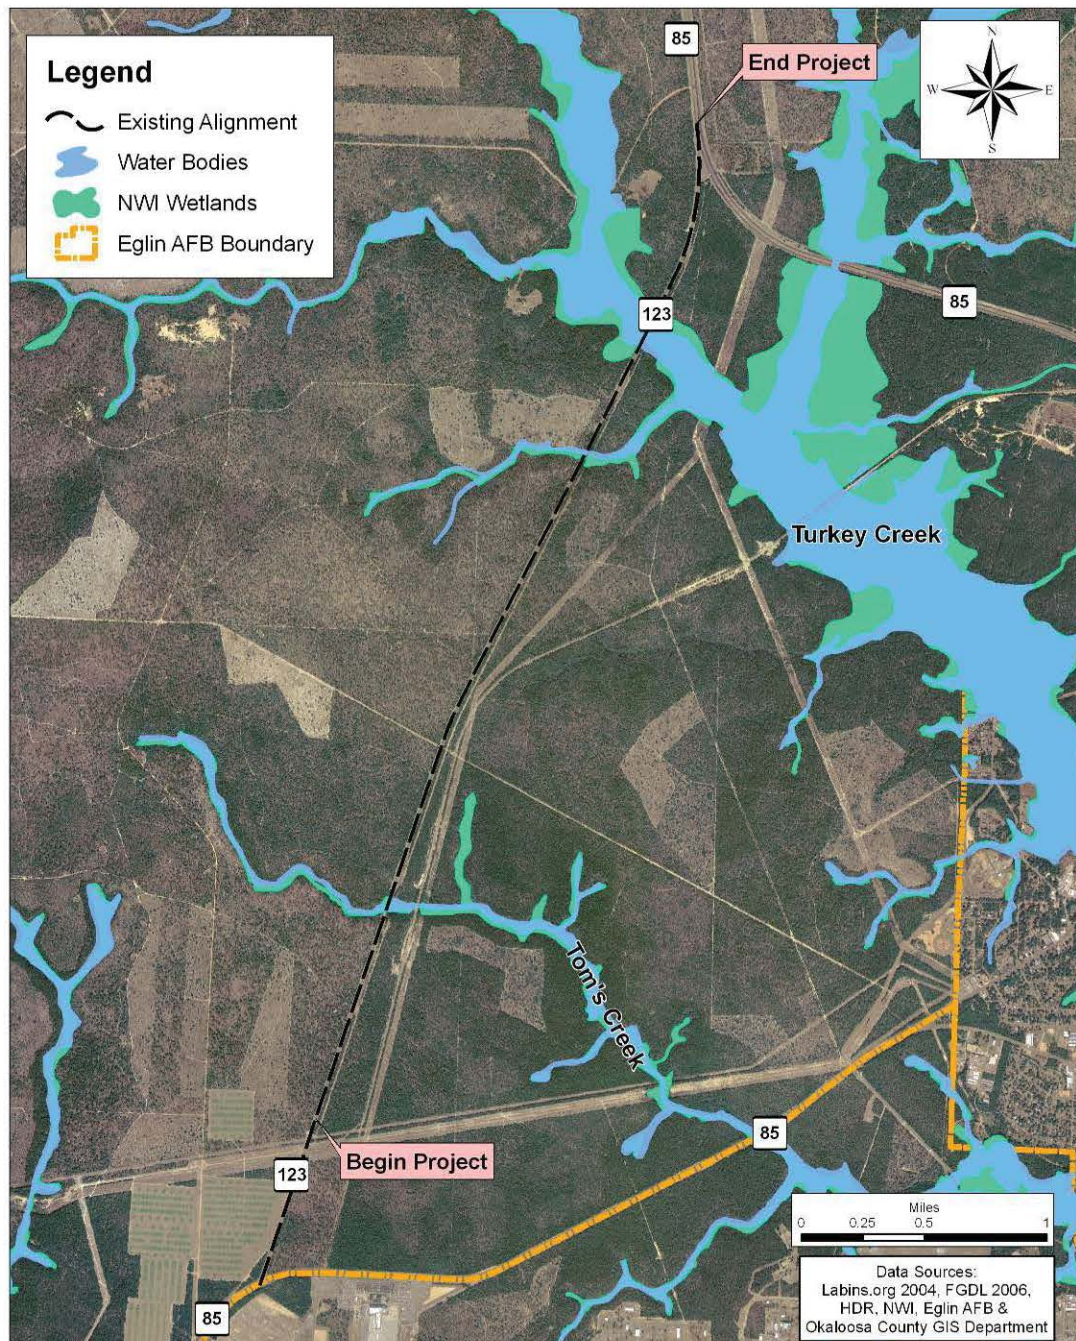 85
End Project
N
W
E
S
Legend
Existing Alignment
Water Bodies
NWI Wetlands
Eglin AFB Boundary
123
85
Turkey Creek
Tom's Creek
85
Begin Project
123
85
Miles
0 0.25 0.5 1
Data Sources:
Labins.org 2004, FGDL 2006,
HDR, NWI, Eglin AFB &
Okaloosa County GIS Department